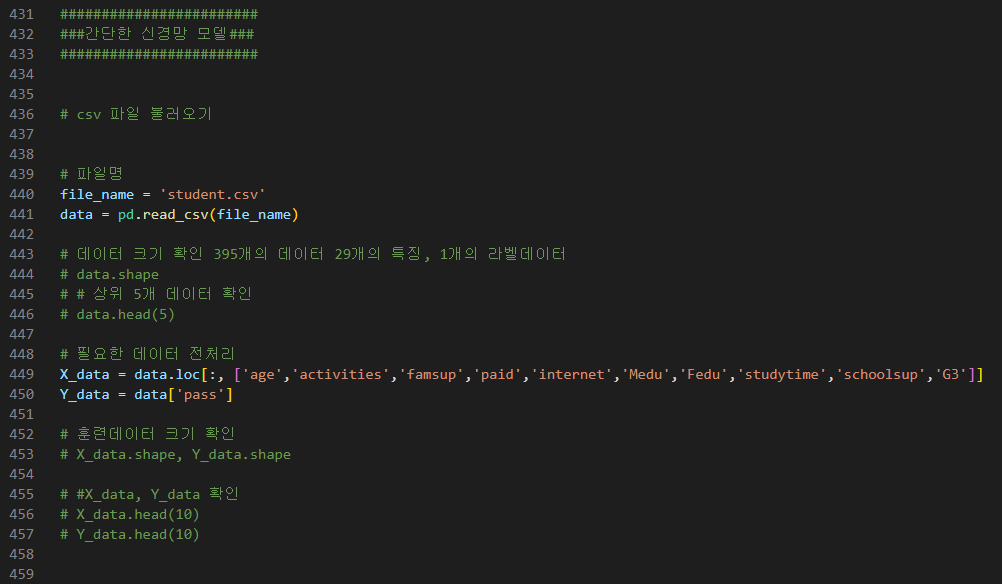 431 ########################
432 ###간단한 신경망 모델###
433 ########################
434
435
436 # csv 파일 불러오기
437
438
439 # 파일명
440 file_name = 'student.csv'
441 data = pd.read_csv(file_name)
442
443 # 데이터 크기 확인 395개의 데이터 29개의 특징, 1개의 라벨데이터
444 # data.shape
445 # # 상위 5개 데이터 확인
446 # data.head(5)
447
448 # 필요한 데이터 전처리
449 X_data = data.loc[:, ['age','activities','famsup','paid','internet','Medu','Fedu','studytime','schoolsup','G3']]
450 Y_data = data['pass']
451
452 # 훈련데이터 크기 확인
453 # X_data.shape, Y_data.shape
454
455 # #X_data, Y_data 확인
456 # X_data.head(10)
457 # Y_data.head(10)
458
459